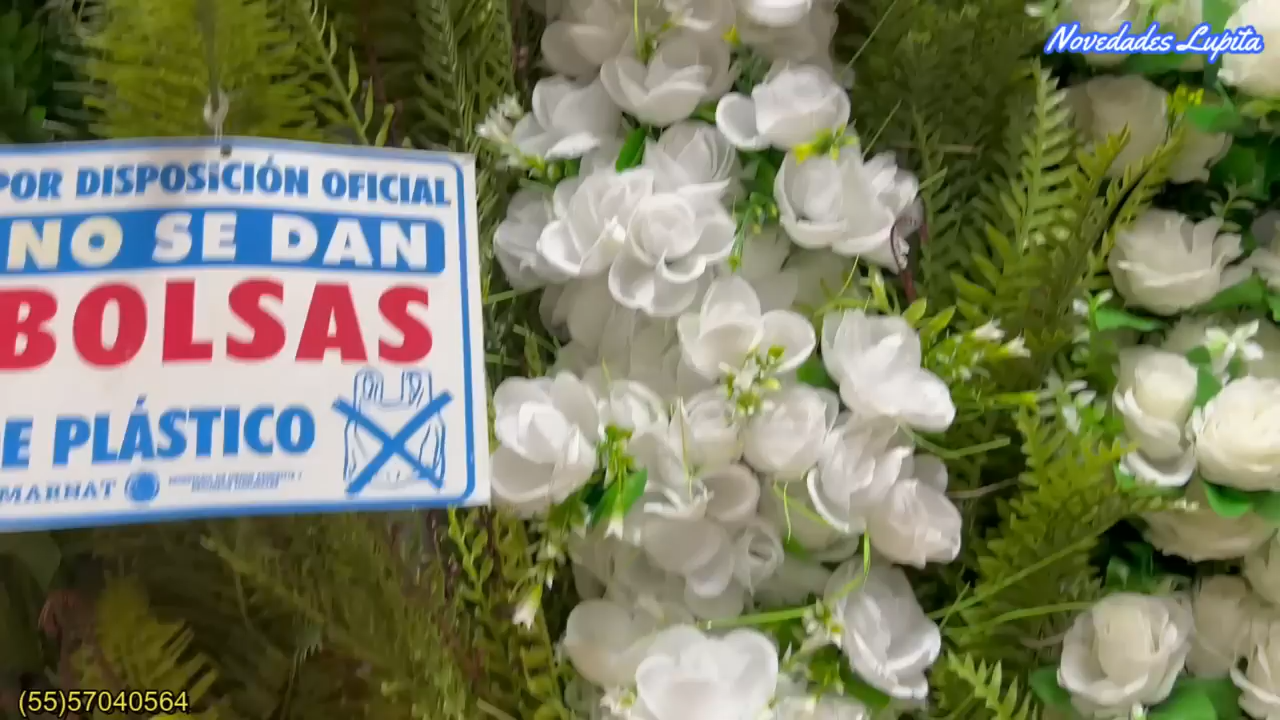 Novedades Lupita
POR DISPOSICIÓN OFICIAL
NO SE DAN
BOLSAS
E PLÁSTICO
MARNAT
(55)57040564